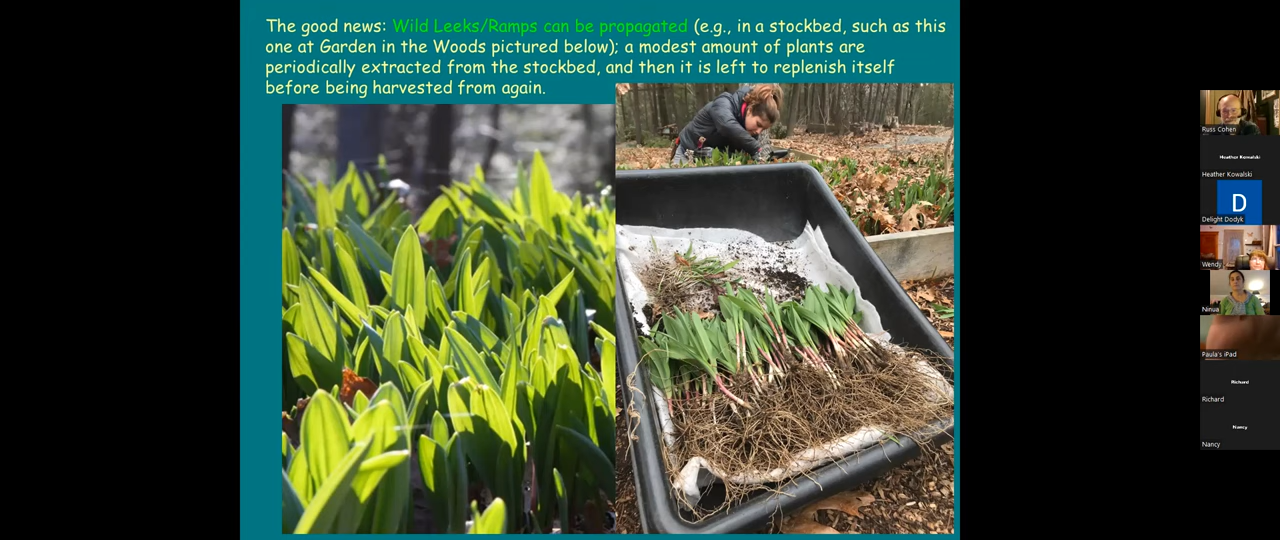 The good news: Wild Leeks/Ramps can be propagated (e.g., in a stockbed, such as this
one at Garden in the Woods pictured below); a modest amount of plants are
periodically extracted from the stockbed, and then it is left to replenish itself
before being harvested from again.
Russ Cohen
Heather Kowalski
Heather Kowalski
D
Delight Dodyk
Wendy
Ninua
Paula's iPad
Richard
Richard
Nancy
Nancy